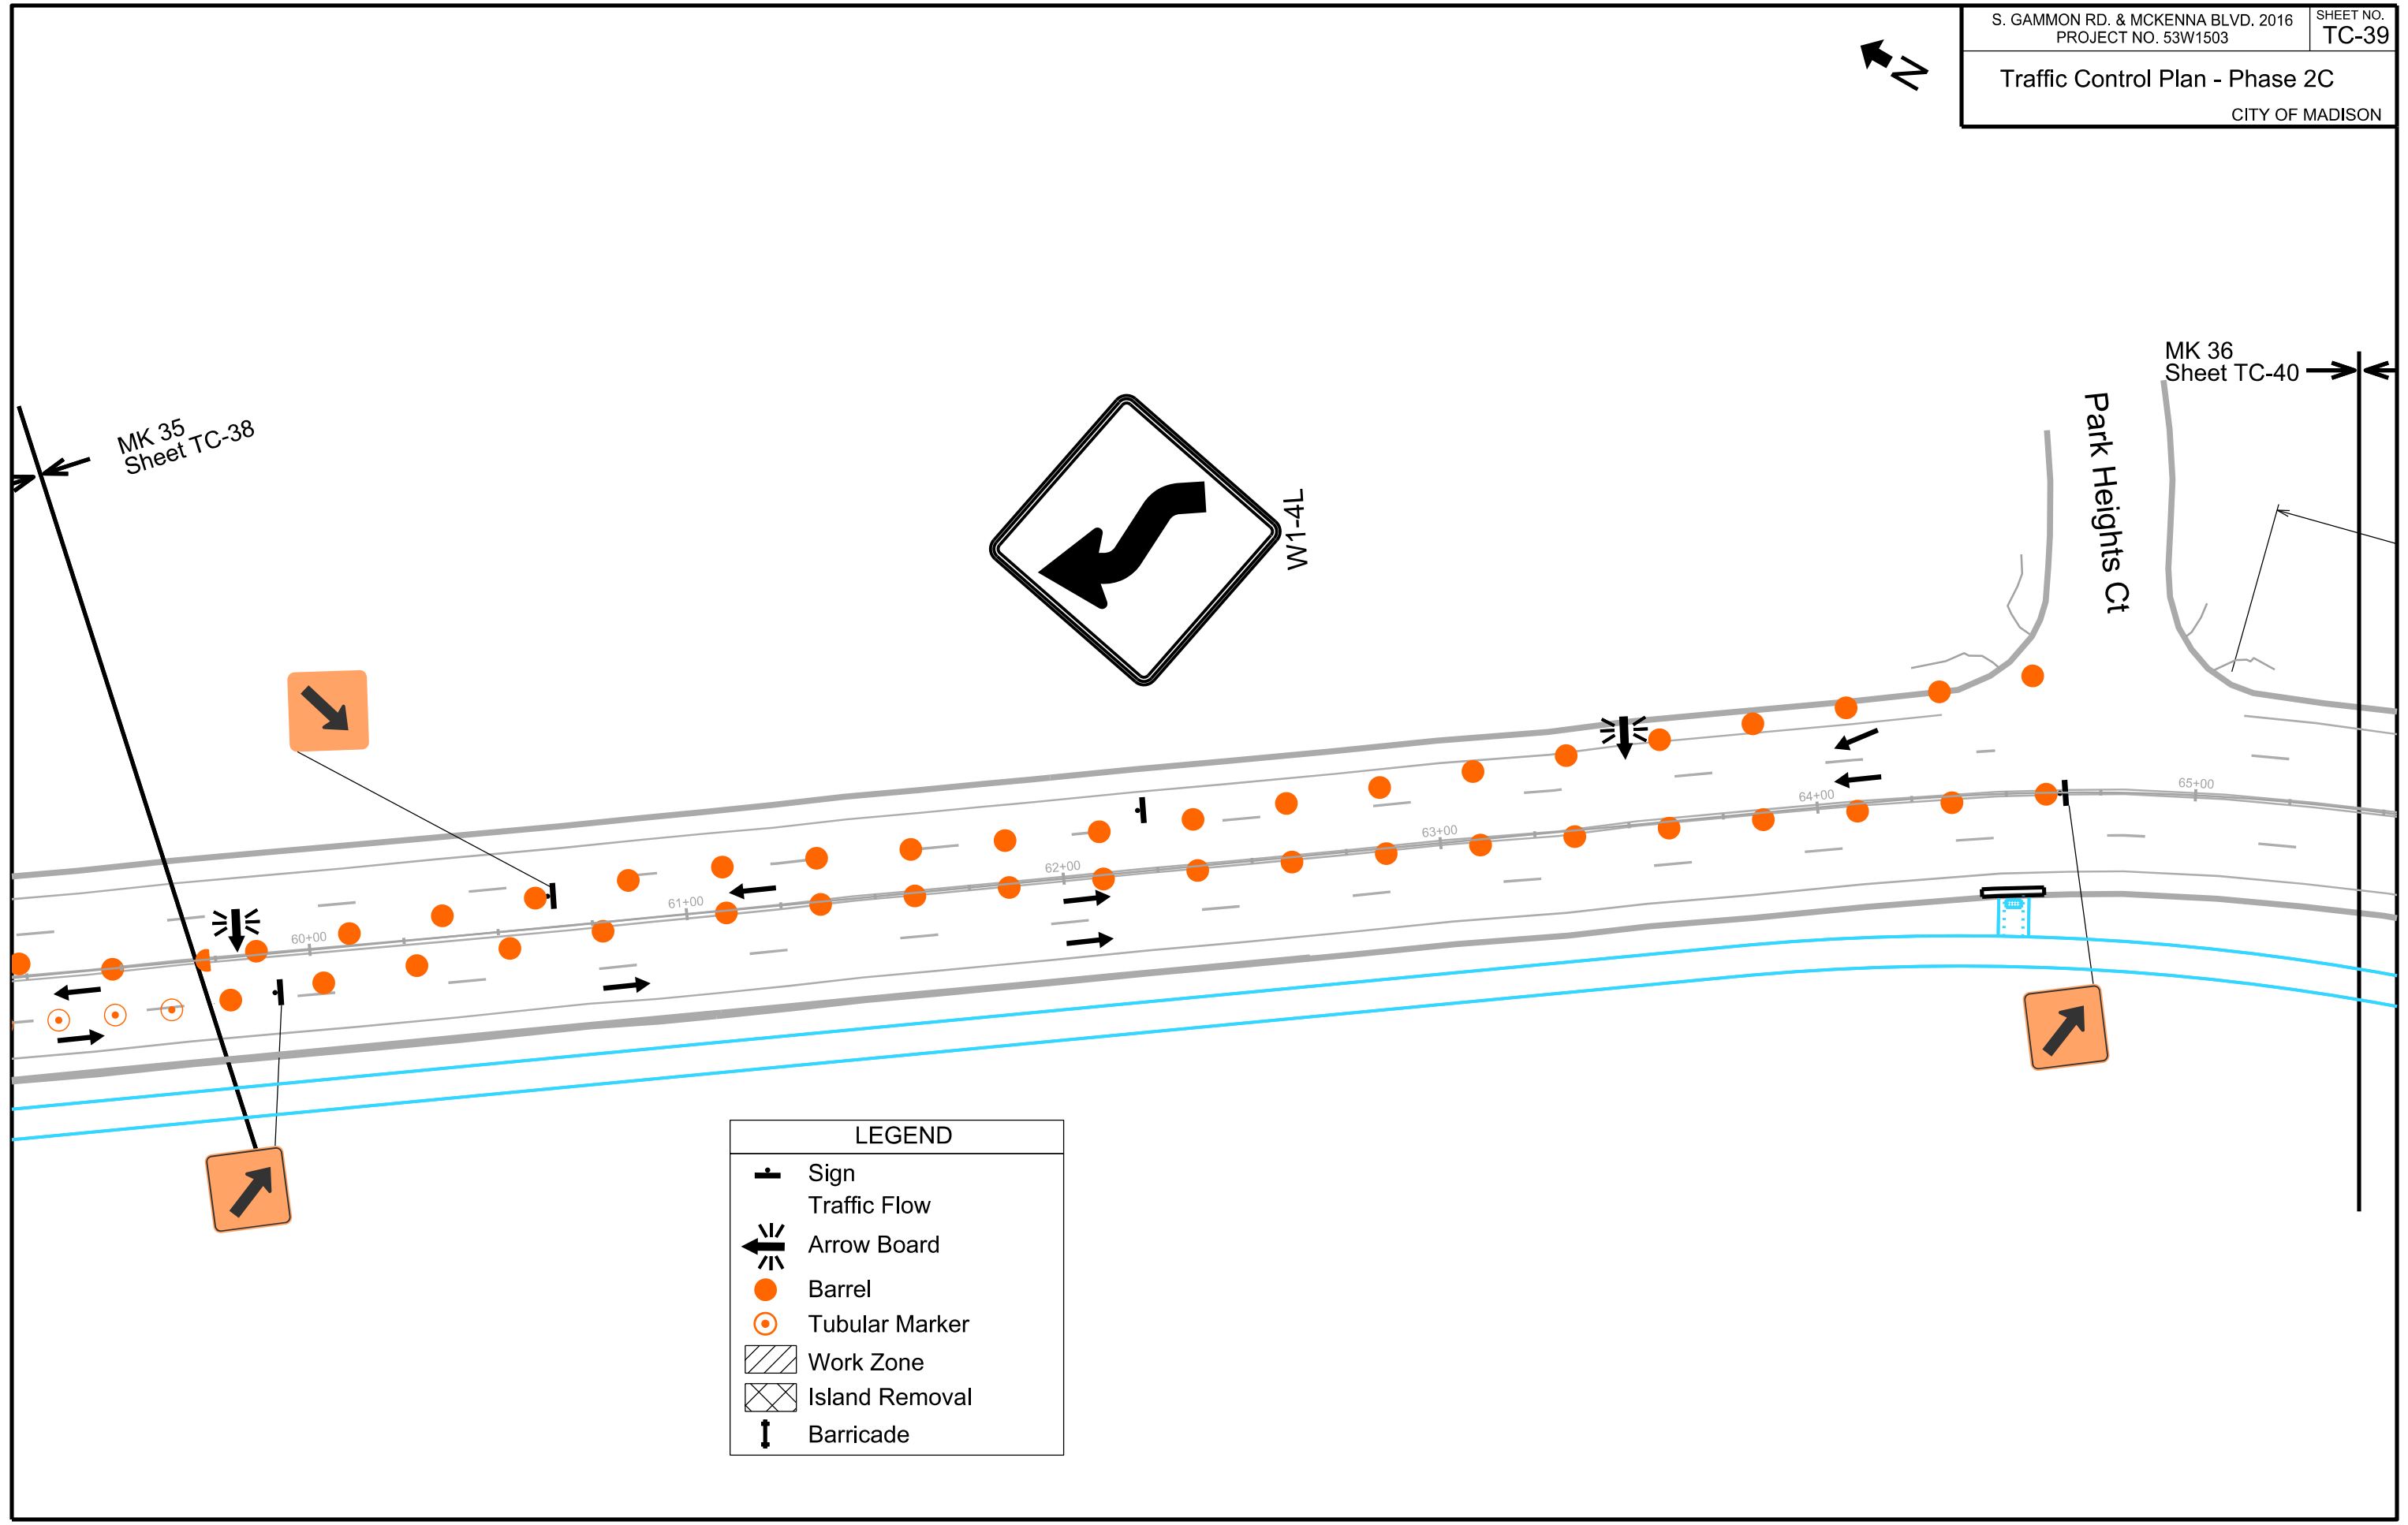 S. GAMMON RD. & MCKENNA BLVD. 2016
PROJECT NO. 53W1503
SHEET NO.
TC-39
Traffic Control Plan - Phase 2C
CITY OF MADISON
N
MK 36
Sheet TC-40
MK 35
Sheet TC-38
Park Heights Ct
W1-4L
60+00
61+00
62+00
63+00
64+00
65+00
LEGEND
Sign
Traffic Flow
Arrow Board
Barrel
Tubular Marker
Work Zone
Island Removal
Barricade